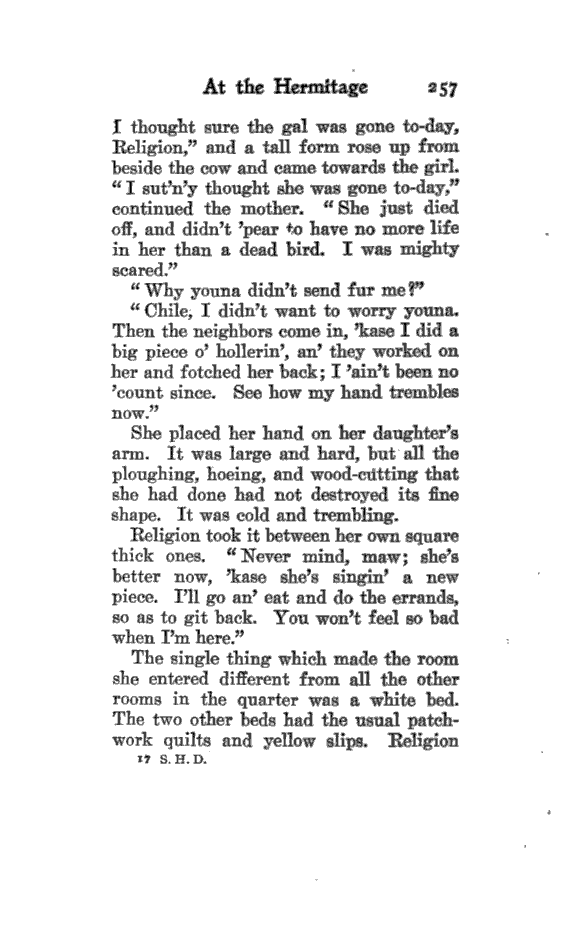 At the Hermitage 257
I thought sure the gal was gone to-day,
Religion,” and a tall form rose up from
beside the cow and came towards the girl.
“I sut’n’y thought she was gone to-day,”
continued the mother. “She just died
off, and didn’t ’pear to have no more life
in her than a dead bird. I was mighty
scared.”
“Why youna didn’t send fur me?”
“Chile, I didn’t want to worry youna.
Then the neighbors come in, ’kase I did a
big piece o’ hollerin’, an’ they worked on
her and fotched her back; I ’ain’t been no
’count since. See how my hand trembles
now.”
She placed her hand on her daughter’s
arm. It was large and hard, but all the
ploughing, hoeing, and wood-cutting that
she had done had not destroyed its fine
shape. It was cold and trembling.
Religion took it between her own square
thick ones. “Never mind, maw; she’s
better now, ’kase she’s singin’ a new
piece. I’ll go an’ eat and do the errands,
so as to git back. You won’t feel so bad
when I’m here.”
The single thing which made the room
she entered different from all the other
rooms in the quarter was a white bed.
The two other beds had the usual patch-
work quilts and yellow slips. Religion
17 S. H. D.